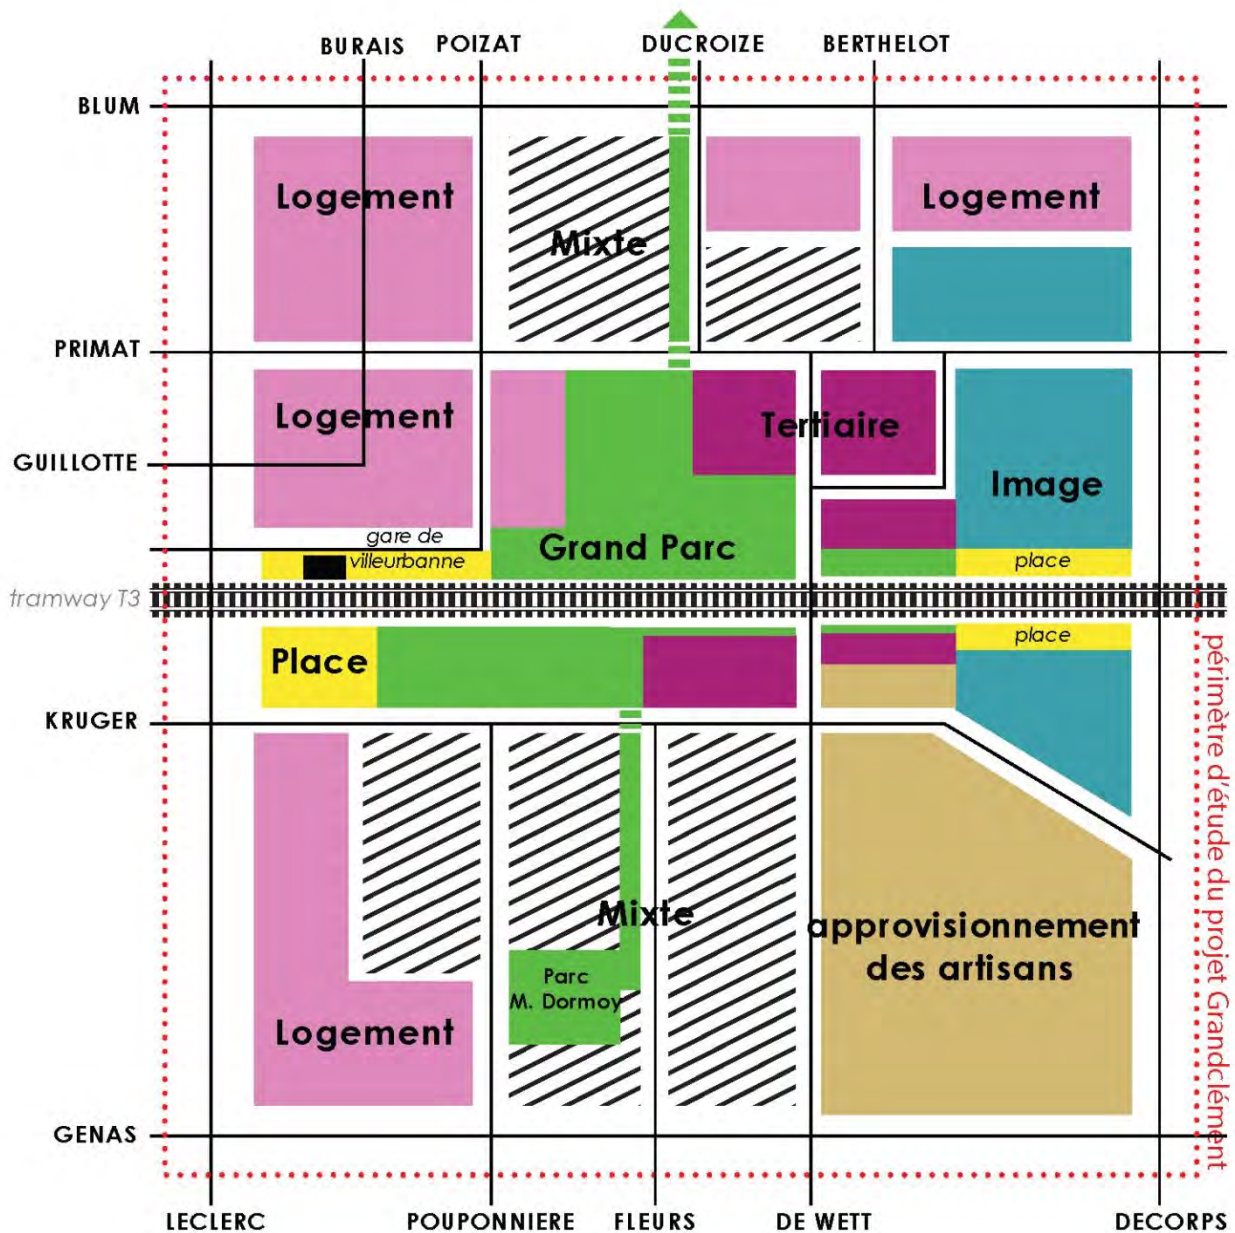 BURAIS
POIZAT
DUCROIZE
BERTHELOT
BLUM
Logement
Mixte
Logement
PRIMAT
Logement
Tertiaire
GUILLOTTE
Image
gare de
villeurbanne
Grand Parc
place
tramway T3
Place
place
KRUGER
périmètre d'étude du projet Grandclément
Mixte
approvisionnement
des artisans
Parc
M. Dormoy
Logement
GENAS
LECLERC
POUPONNIERE
FLEURS
DE WETT
DECORPS